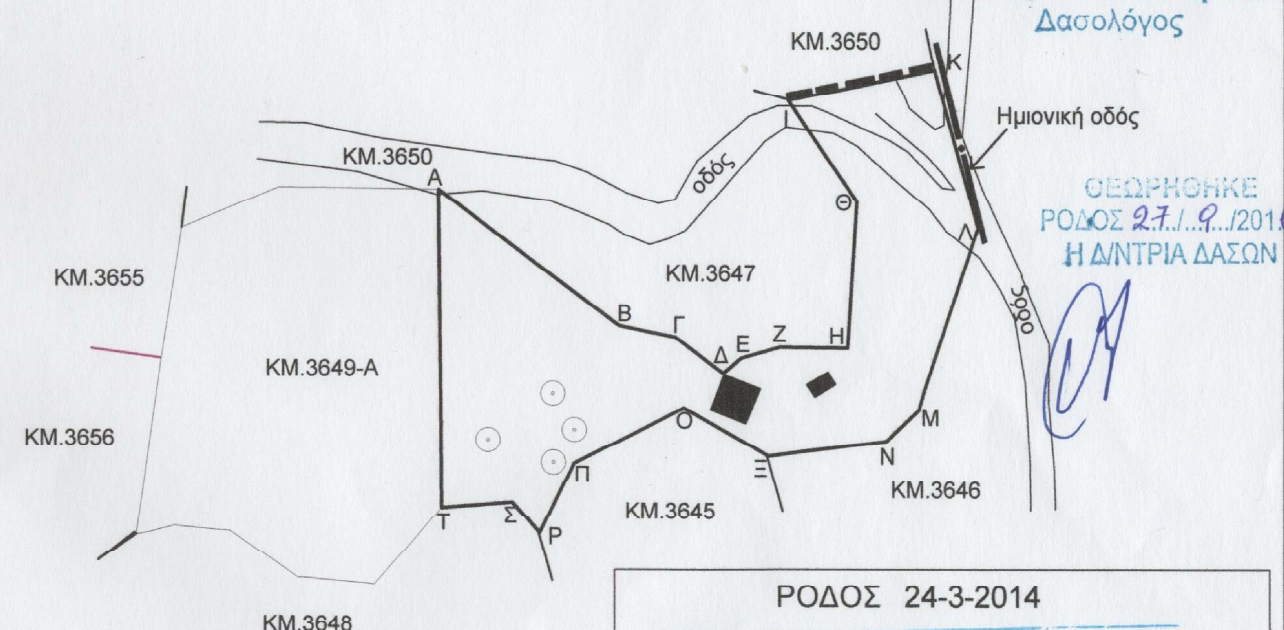 Δασολόγος
ΚΜ.3650
Κ
Ι
Ημιονική οδός
ΚΜ.3650
οδός
Α
Θ
ΘΕΩΡΗΘΗΚΕ
ΡΟΔΟΣ 27./..9.../201
Η Δ/ΝΤΡΙΑ ΔΑΣΩΝ
Λ
ΚΜ.3655
ΚΜ.3647
οδός
Β
Γ
Δ
Ε
Ζ
Η
ΚΜ.3649-Α
ΚΜ.3656
Ο
Μ
Π
Ξ
Ν
ΚΜ.3646
Τ
Σ
Ρ
ΚΜ.3645
ΡΟΔΟΣ 24-3-2014
ΚΜ.3648